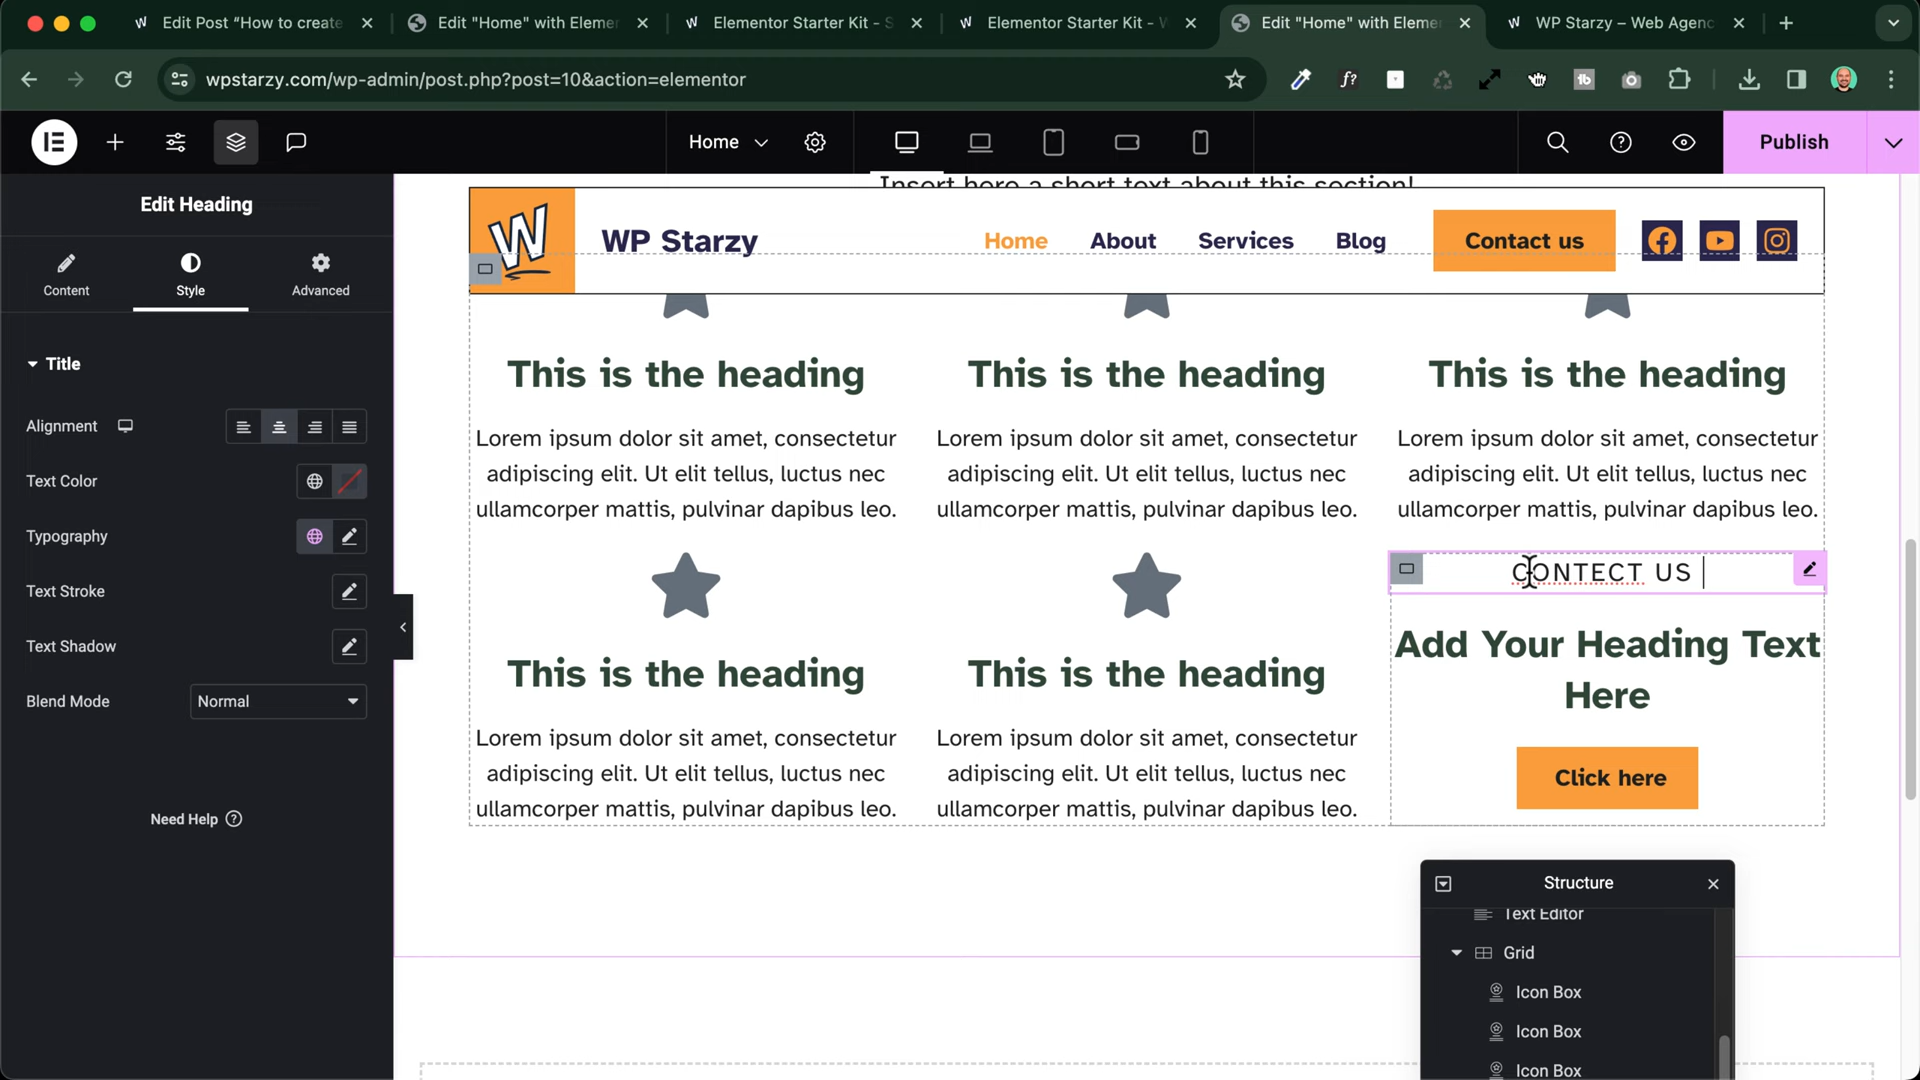 Edit Post “How to create
Edit "Home" with Elemen
Elementor Starter Kit - S
Elementor Starter Kit - W
Edit "Home" with Eleme
WP Starzy – Web Agenc
wpstarzy.com/wp-admin/post.php?post=10&action=elementor
f?
tb
Home
Publish
Edit Heading
Content
Style
Advanced
Title
Alignment
Text Color
Typography
Text Stroke
Text Shadow
Blend Mode
Normal
Need Help
Insert here a short text about this section!
W
WP Starzy
Home
About
Services
Blog
Contact us
This is the heading
Lorem ipsum dolor sit amet, consectetur
adipiscing elit. Ut elit tellus, luctus nec
ullamcorper mattis, pulvinar dapibus leo.
This is the heading
Lorem ipsum dolor sit amet, consectetur
adipiscing elit. Ut elit tellus, luctus nec
ullamcorper mattis, pulvinar dapibus leo.
This is the heading
Lorem ipsum dolor sit amet, consectetur
adipiscing elit. Ut elit tellus, luctus nec
ullamcorper mattis, pulvinar dapibus leo.
This is the heading
Lorem ipsum dolor sit amet, consectetur
adipiscing elit. Ut elit tellus, luctus nec
ullamcorper mattis, pulvinar dapibus leo.
This is the heading
Lorem ipsum dolor sit amet, consectetur
adipiscing elit. Ut elit tellus, luctus nec
ullamcorper mattis, pulvinar dapibus leo.
CONTECT US
Add Your Heading Text
Here
Click here
Structure
Text Editor
Grid
Icon Box
Icon Box
Icon Box